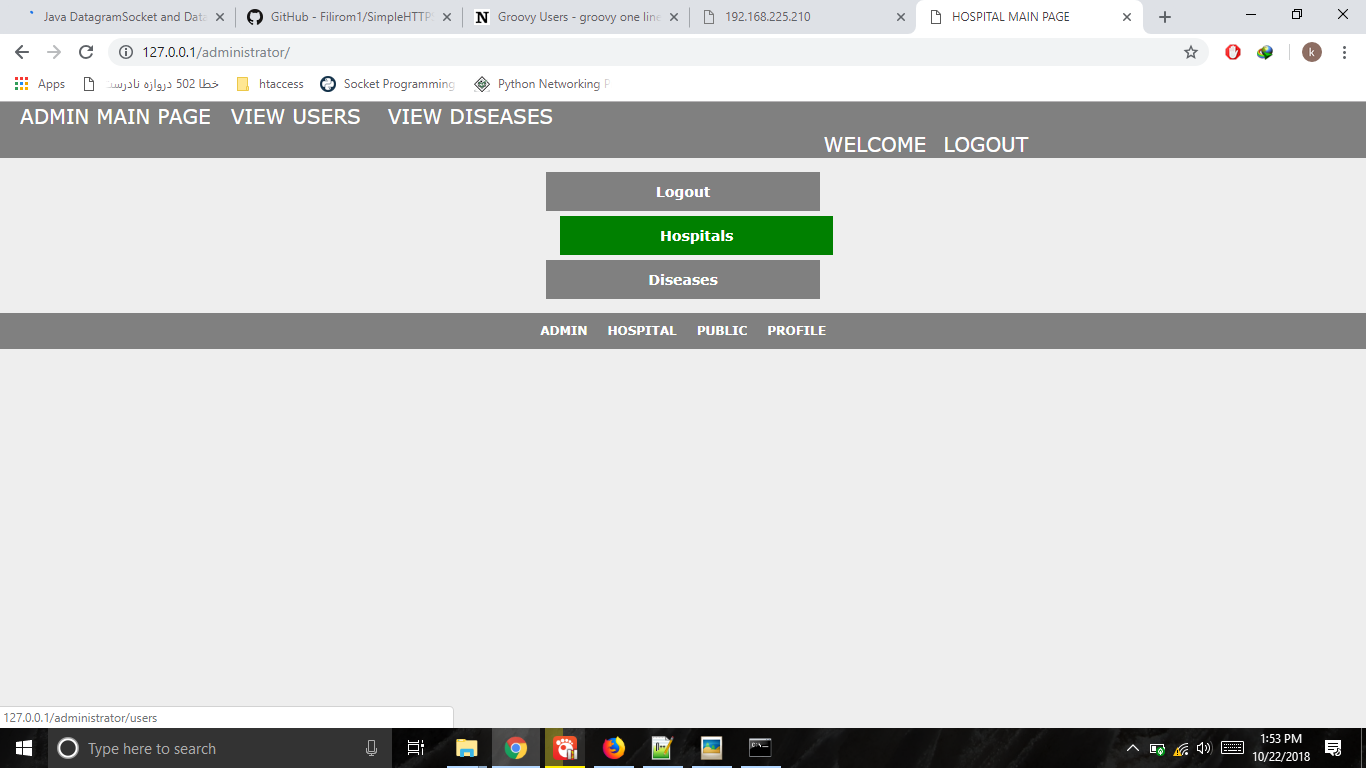 Java DatagramSocket and Data
GitHub - Filirom1/SimpleHTTPS
Groovy Users - groovy one line
192.168.225.210
HOSPITAL MAIN PAGE
127.0.0.1/administrator/
k
Apps
خطا 502 دروازه نادرست
htaccess
Socket Programming
Python Networking P
ADMIN MAIN PAGE VIEW USERS VIEW DISEASES
WELCOME LOGOUT
Logout
Hospitals
Diseases
ADMIN HOSPITAL PUBLIC PROFILE
127.0.0.1/administrator/users
Type here to search
1:53 PM
10/22/2018